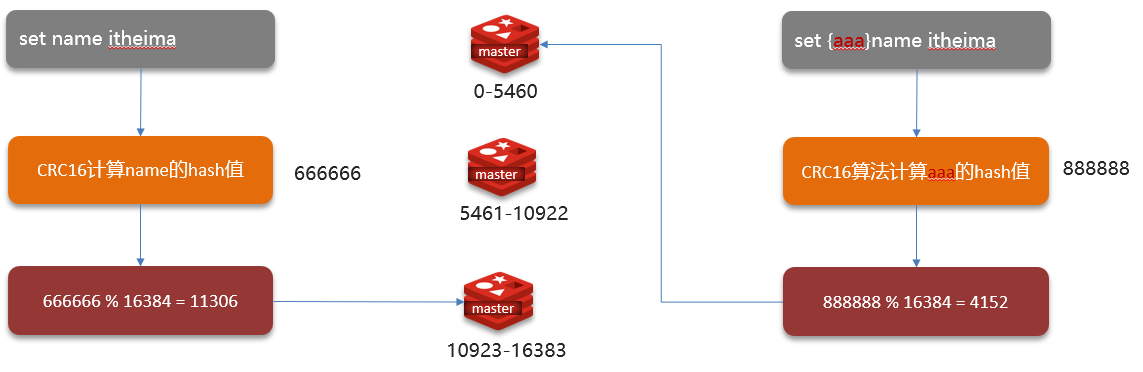 set name itheima
CRC16计算name的hash值
666666
666666 % 16384 = 11306
master
0-5460
master
5461-10922
master
10923-16383
set {aaa}name itheima
CRC16算法计算aaa的hash值
888888
888888 % 16384 = 4152